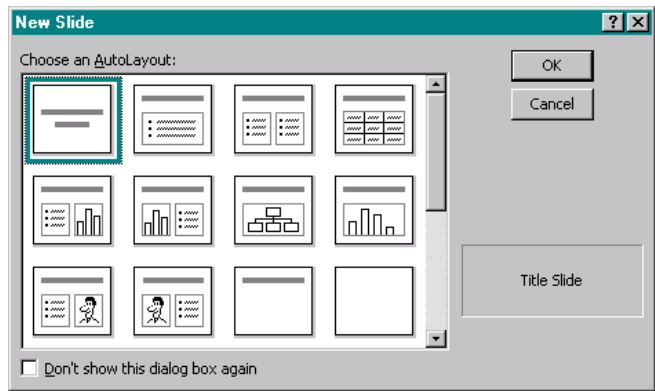 New Slide
Choose an AutoLayout:
OK
Cancel
Title Slide
Don't show this dialog box again